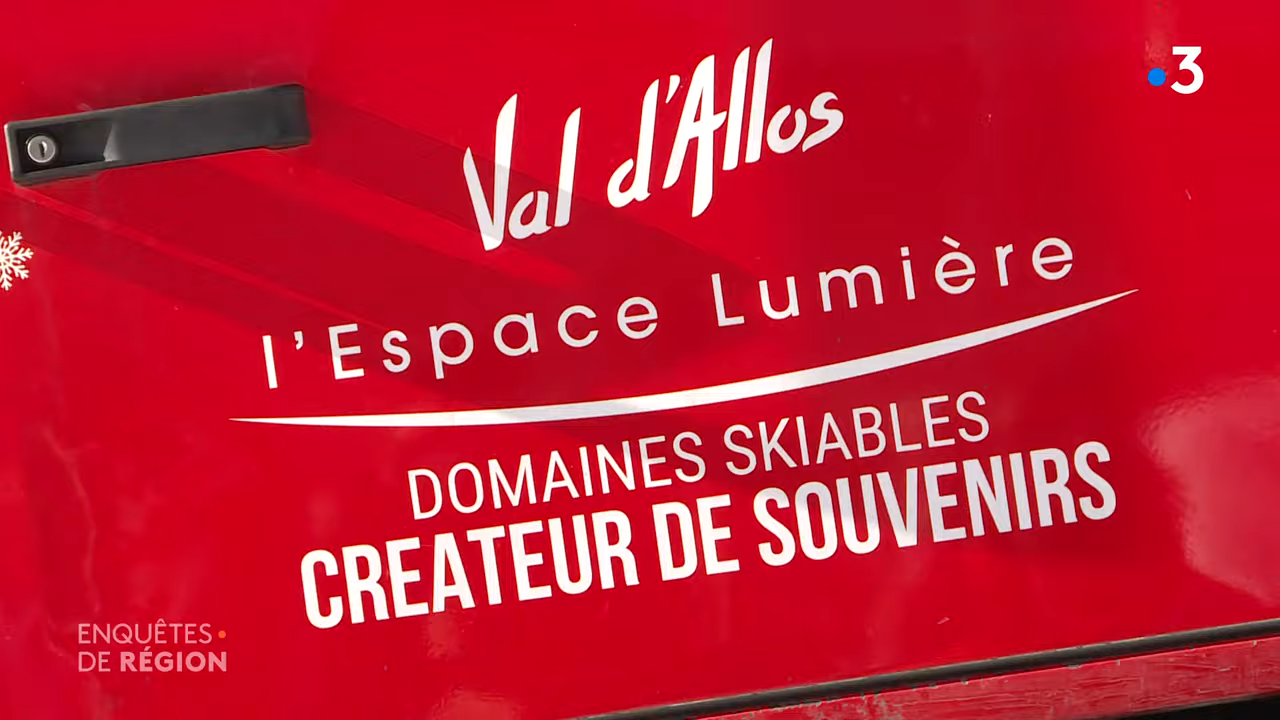 3
Val d'Allos
l'Espace Lumière
DOMAINES SKIABLES
CREATEUR DE SOUVENIRS
ENQUÊTES
DE RÉGION